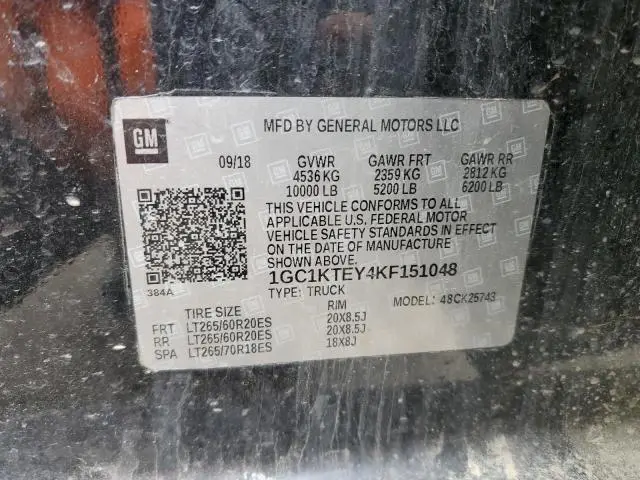 GM
MFD BY GENERAL MOTORS LLC
09/18 GVWR GAWR FRT GAWR RR
4536 KG 2359 KG 2812 KG
10000 LB 5200 LB 6200 LB
THIS VEHICLE CONFORMS TO ALL
APPLICABLE U.S. FEDERAL MOTOR
VEHICLE SAFETY STANDARDS IN EFFECT
ON THE DATE OF MANUFACTURE
SHOWN ABOVE.
1GC1KTEY4KF151048
384A
TYPE: TRUCK MODEL: 48CK25743
TIRE SIZE RIM
FRT LT265/60R20ES 20X8.5J
RR LT265/60R20ES 20X8.5J
SPA LT265/70R18ES 18X8J